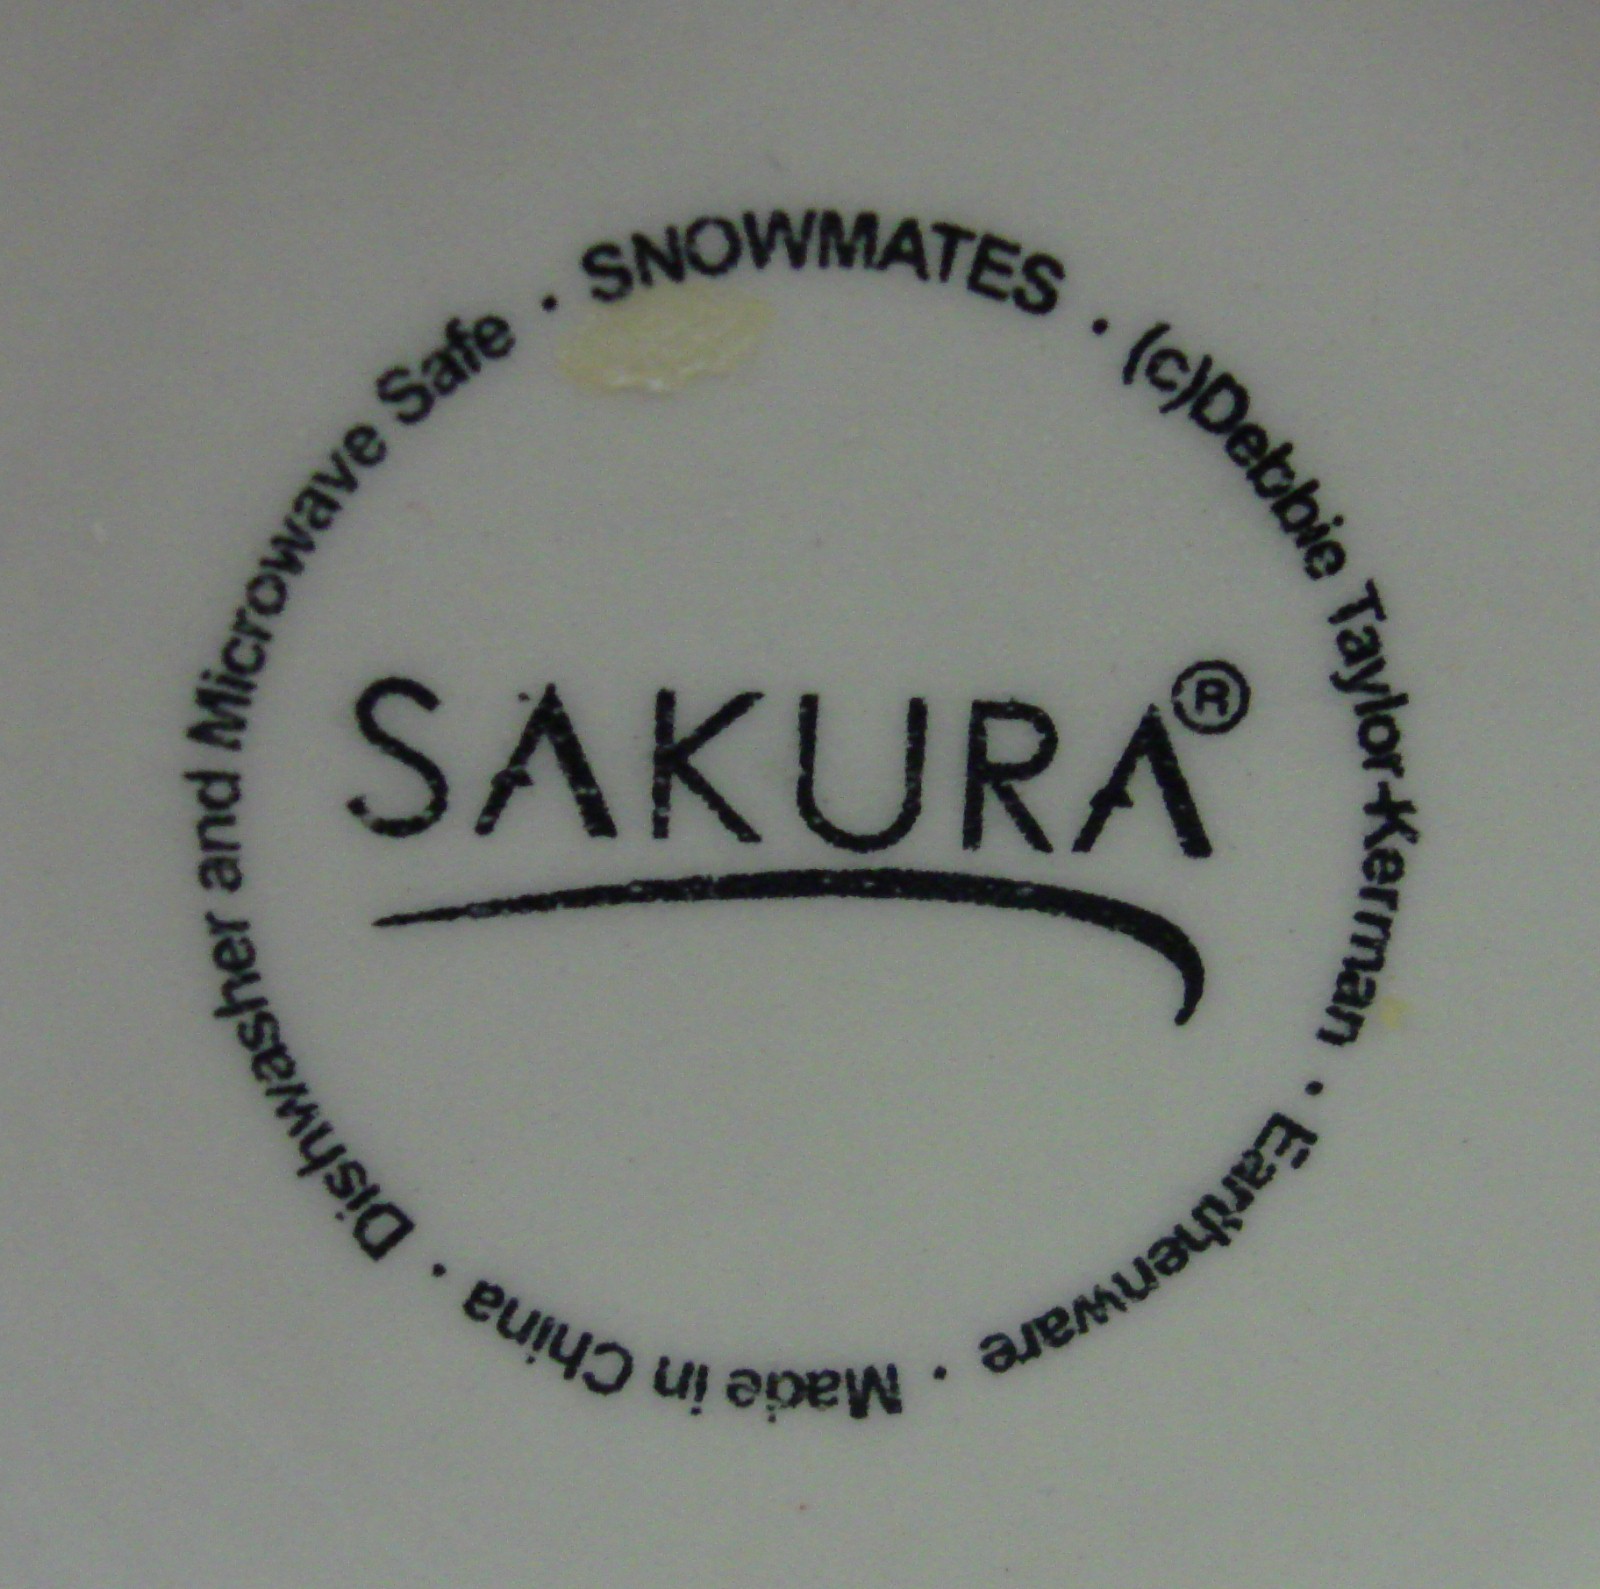 SNOWMATES · (c)Debbie Taylor-Kerman · Earthenware · Made in China · Dishwasher and Microwave Safe ·
SAKURA®